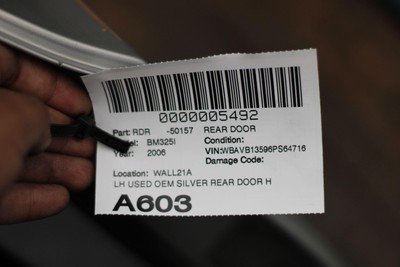 0000005492
Part: RDR -50157 REAR DOOR
BM325I Condition:
Year: 2006 VIN:WBAVB13596PS64716
Damage Code:
Location: WALL21A
LH USED OEM SILVER REAR DOOR H
A603